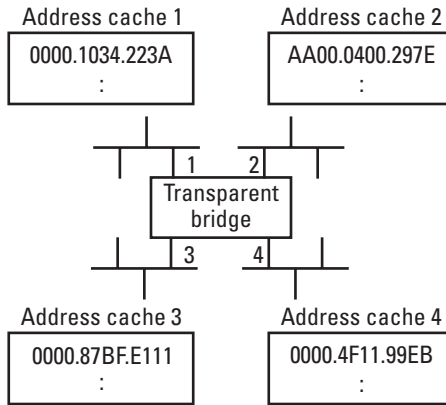 Address cache 1
Address cache 2
0000.1034.223A
:
AA00.0400.297E
:
1
2
Transparent
bridge
3
4
Address cache 3
Address cache 4
0000.87BF.E111
:
0000.4F11.99EB
: